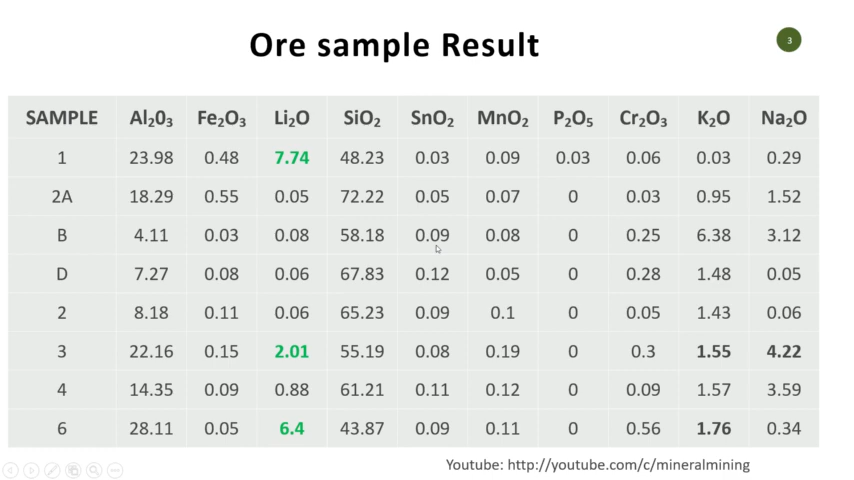 Ore sample Result
3
SAMPLE Al₂0₃ Fe₂O₃ Li₂O SiO₂ SnO₂ MnO₂ P₂O₅ Cr₂O₃ K₂O Na₂O
1 23.98 0.48 7.74 48.23 0.03 0.09 0.03 0.06 0.03 0.29
2A 18.29 0.55 0.05 72.22 0.05 0.07 0 0.03 0.95 1.52
B 4.11 0.03 0.08 58.18 0.09 0.08 0 0.25 6.38 3.12
D 7.27 0.08 0.06 67.83 0.12 0.05 0 0.28 1.48 0.05
2 8.18 0.11 0.06 65.23 0.09 0.1 0 0.05 1.43 0.06
3 22.16 0.15 2.01 55.19 0.08 0.19 0 0.3 1.55 4.22
4 14.35 0.09 0.88 61.21 0.11 0.12 0 0.09 1.57 3.59
6 28.11 0.05 6.4 43.87 0.09 0.11 0 0.56 1.76 0.34
Youtube: http://youtube.com/c/mineralmining